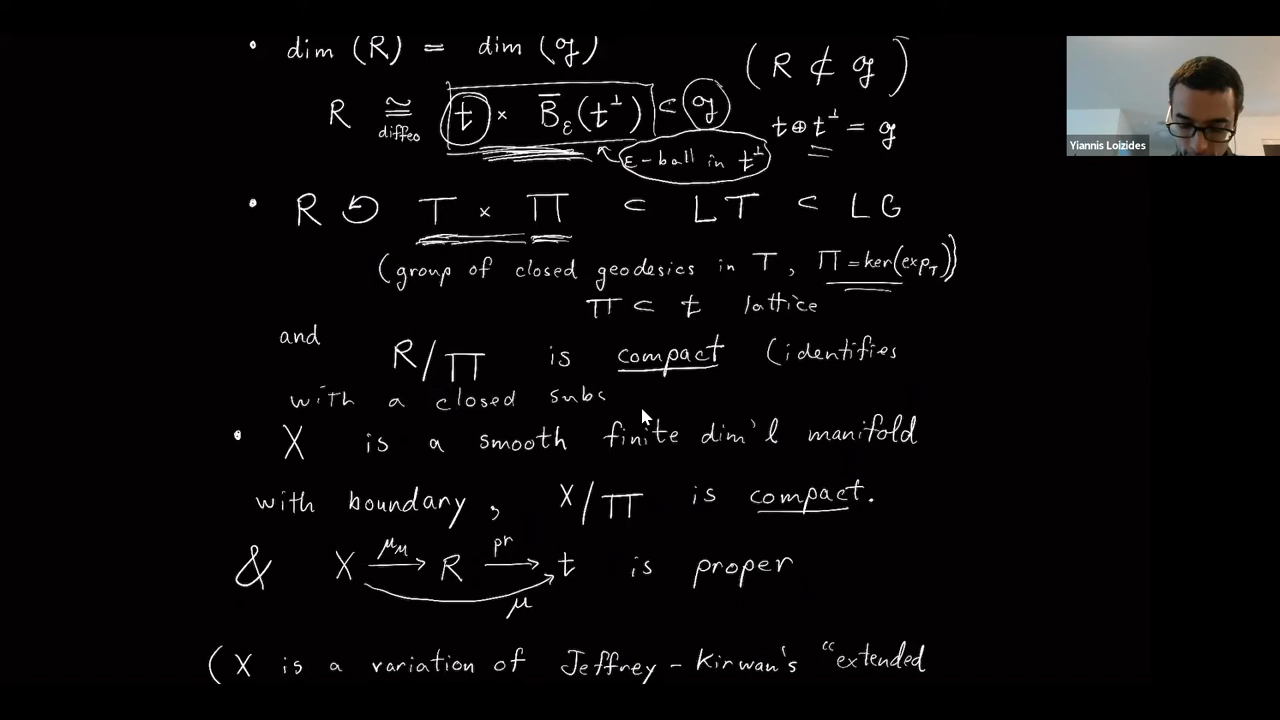 • dim (R) = dim (𝔤)
(R ⊄ 𝔤)
R ≅ t × B̄_ε(t^⊥) ⊂ 𝔤
diffeo
t ⊕ t^⊥ = 𝔤
ε-ball in t^⊥
• R ↺ T × Π ⊂ LT ⊂ LG
(group of closed geodesics in T, Π = ker(exp_T))
Π ⊂ t lattice
and
R/Π is compact (identifies
with a closed subs
• X is a smooth finite dim'l manifold
with boundary, X/Π is compact.
& X → R → t is proper
pr
μ
(X is a variation of Jeffrey-Kirwan's "extended
Yiannis Loizides